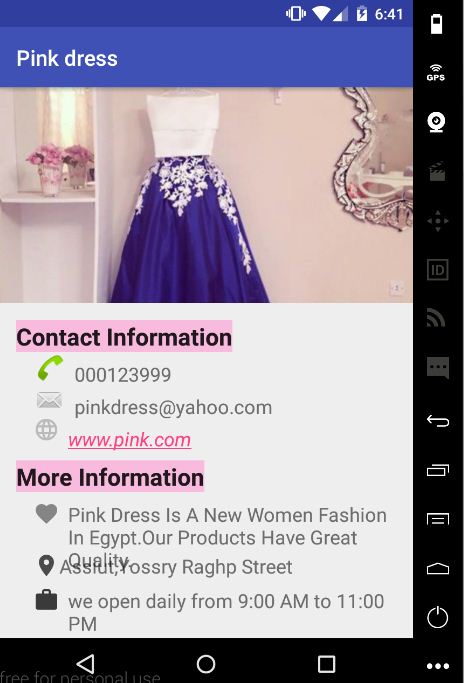 6:41
Pink dress
GPS
ID
Contact Information
000123999
pinkdress@yahoo.com
www.pink.com
More Information
Pink Dress Is A New Women Fashion
In Egypt.Our Products Have Great
Quality.
Assiut,Yossry Raghp Street
we open daily from 9:00 AM to 11:00
PM
free for personal use